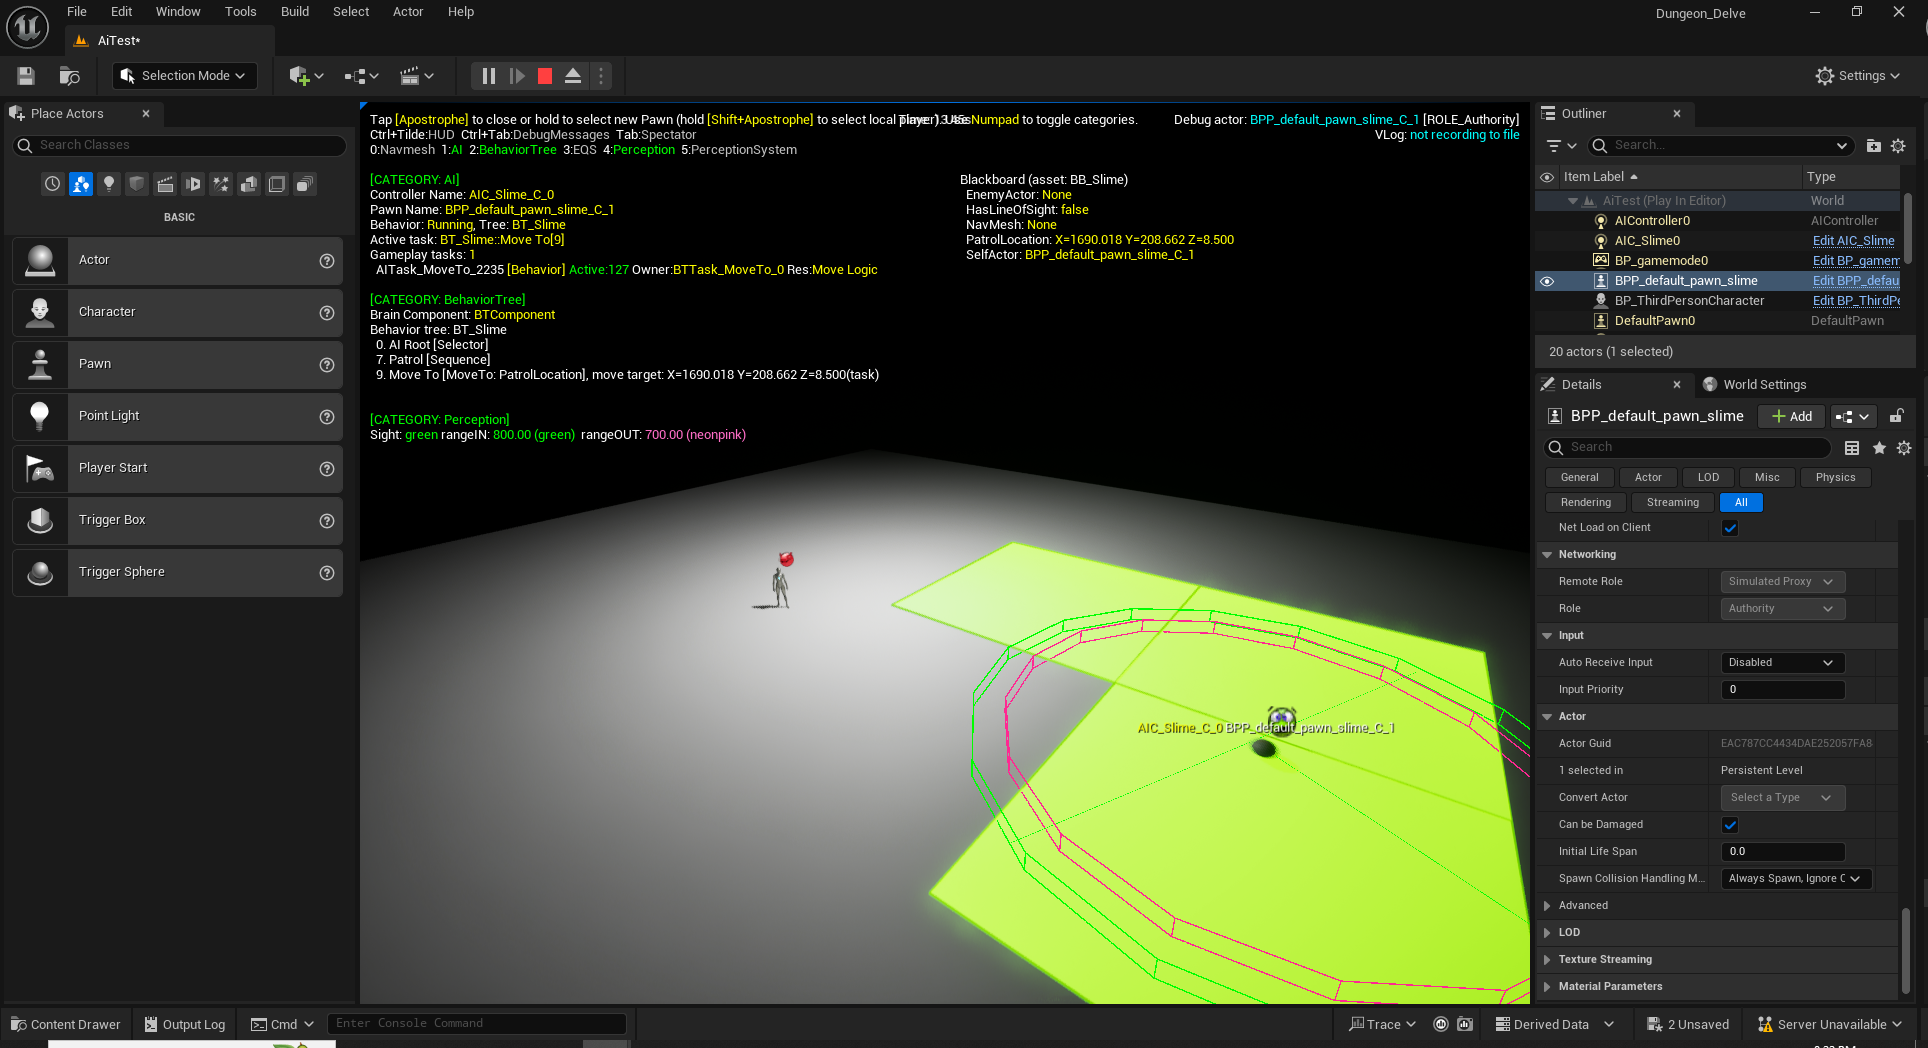 File Edit Window Tools Build Select Actor Help
Dungeon_Delve
AiTest*
Selection Mode
Settings
Place Actors
Search Classes
BASIC
Actor
Character
Pawn
Point Light
Player Start
Trigger Box
Trigger Sphere
Tap [Apostrophe] to close or hold to select new Pawn (hold [Shift+Apostrophe] to select local player). Use Numpad to toggle categories.
Ctrl+Tilde:HUD Ctrl+Tab:DebugMessages Tab:Spectator
0:Navmesh 1:AI 2:BehaviorTree 3:EQS 4:Perception 5:PerceptionSystem
Debug actor: BPP_default_pawn_slime_C_1 [ROLE_Authority]
VLog: not recording to file
[CATEGORY: AI]
Controller Name: AIC_Slime_C_0
Pawn Name: BPP_default_pawn_slime_C_1
Behavior: Running, Tree: BT_Slime
Active task: BT_Slime::Move To[9]
Gameplay tasks: 1
AITask_MoveTo_2235 [Behavior] Active:127 Owner:BTTask_MoveTo_0 Res:Move Logic
Blackboard (asset: BB_Slime)
EnemyActor: None
HasLineOfSight: false
NavMesh: None
PatrolLocation: X=1690.018 Y=208.662 Z=8.500
SelfActor: BPP_default_pawn_slime_C_1
[CATEGORY: BehaviorTree]
Brain Component: BTComponent
Behavior tree: BT_Slime
0. AI Root [Selector]
7. Patrol [Sequence]
9. Move To [MoveTo: PatrolLocation], move target: X=1690.018 Y=208.662 Z=8.500(task)
[CATEGORY: Perception]
Sight: green rangeIN: 800.00 (green) rangeOUT: 700.00 (neonpink)
AIC_Slime_C_0 BPP_default_pawn_slime_C_1
Outliner
Search...
Item Label Type
AiTest (Play In Editor) World
AIController0 AIController
AIC_Slime0 Edit AIC_Slime
BP_gamemode0 Edit BP_gamem
BPP_default_pawn_slime Edit BPP_defau
BP_ThirdPersonCharacter Edit BP_ThirdPe
DefaultPawn0 DefaultPawn
20 actors (1 selected)
Details World Settings
BPP_default_pawn_slime Add
Search
General Actor LOD Misc Physics
Rendering Streaming All
Net Load on Client
Networking
Remote Role Simulated Proxy
Role Authority
Input
Auto Receive Input Disabled
Input Priority 0
Actor
Actor Guid EAC787CC4434DAE252057FA8
1 selected in Persistent Level
Convert Actor Select a Type
Can be Damaged
Initial Life Span 0.0
Spawn Collision Handling M... Always Spawn, Ignore C
Advanced
LOD
Texture Streaming
Material Parameters
Content Drawer Output Log Cmd Enter Console Command
Trace Derived Data 2 Unsaved Server Unavailable